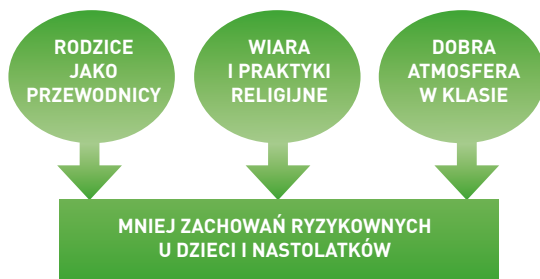 RODZICE
JAKO
PRZEWODNICY
WIARA
I PRAKTYKI
RELIGIJNE
DOBRA
ATMOSFERA
W KLASIE
MNIEJ ZACHOWAŃ RYZYKOWNYCH
U DZIECI I NASTOLATKÓW